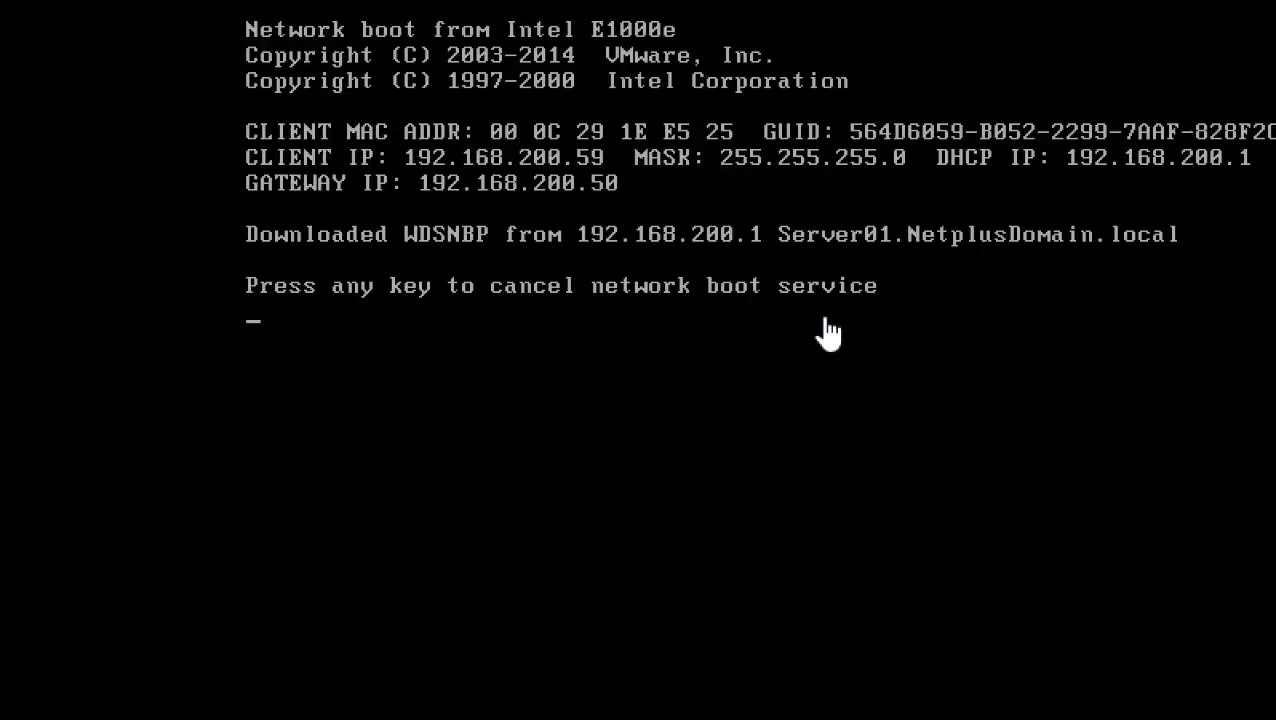 Network boot from Intel E1000e
Copyright (C) 2003-2014  VMware, Inc.
Copyright (C) 1997-2000  Intel Corporation
CLIENT MAC ADDR: 00 0C 29 1E E5 25  GUID: 564D6059-B052-2299-7AAF-828F2C
CLIENT IP: 192.168.200.59  MASK: 255.255.255.0  DHCP IP: 192.168.200.1
GATEWAY IP: 192.168.200.50
Downloaded WDSNBP from 192.168.200.1 Server01.NetplusDomain.local
Press any key to cancel network boot service
_